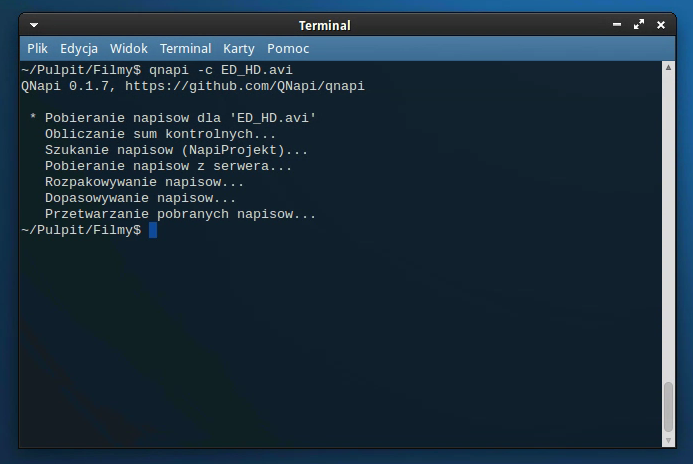 Terminal
Plik Edycja Widok Terminal Karty Pomoc
~/Pulpit/Filmy$ qnapi -c ED_HD.avi
QNapi 0.1.7, https://github.com/QNapi/qnapi
* Pobieranie napisow dla 'ED_HD.avi'
Obliczanie sum kontrolnych...
Szukanie napisow (NapiProjekt)...
Pobieranie napisow z serwera...
Rozpakowywanie napisow...
Dopasowywanie napisow...
Przetwarzanie pobranych napisow...
~/Pulpit/Filmy$